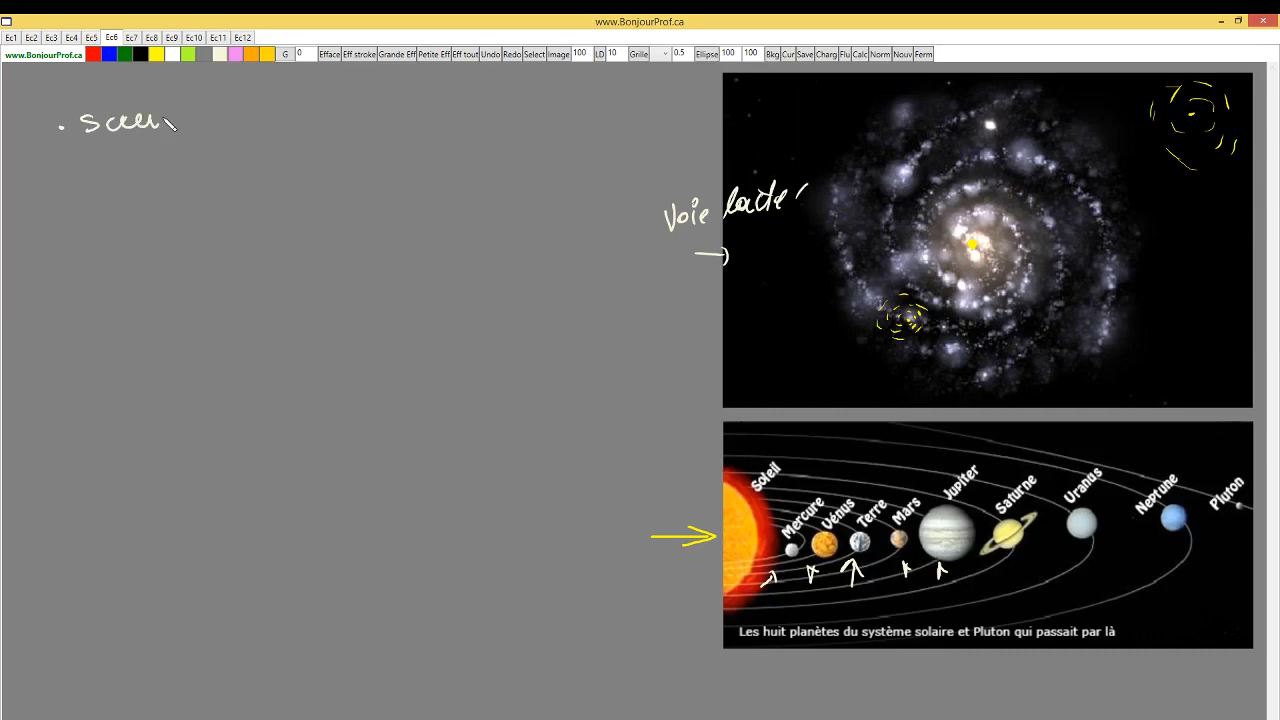 www.BonjourProf.ca
Ec1 Ec2 Ec3 Ec4 Ec5 Ec6 Ec7 Ec8 Ec9 Ec10 Ec11 Ec12
www.BonjourProf.ca G 0 Efface Eff stroke Grande Eff Petite Eff Eff tout Undo Redo Select Image 100 LD 10 Grille 0.5 Ellipse 100 100 Bkg Cur Save Charg Flu Calc Norm Nouv Ferm
Voie lactée
Soleil
Mercure
Vénus
Terre
Mars
Jupiter
Saturne
Uranus
Neptune
Pluton
Les huit planètes du système solaire et Pluton qui passait par là